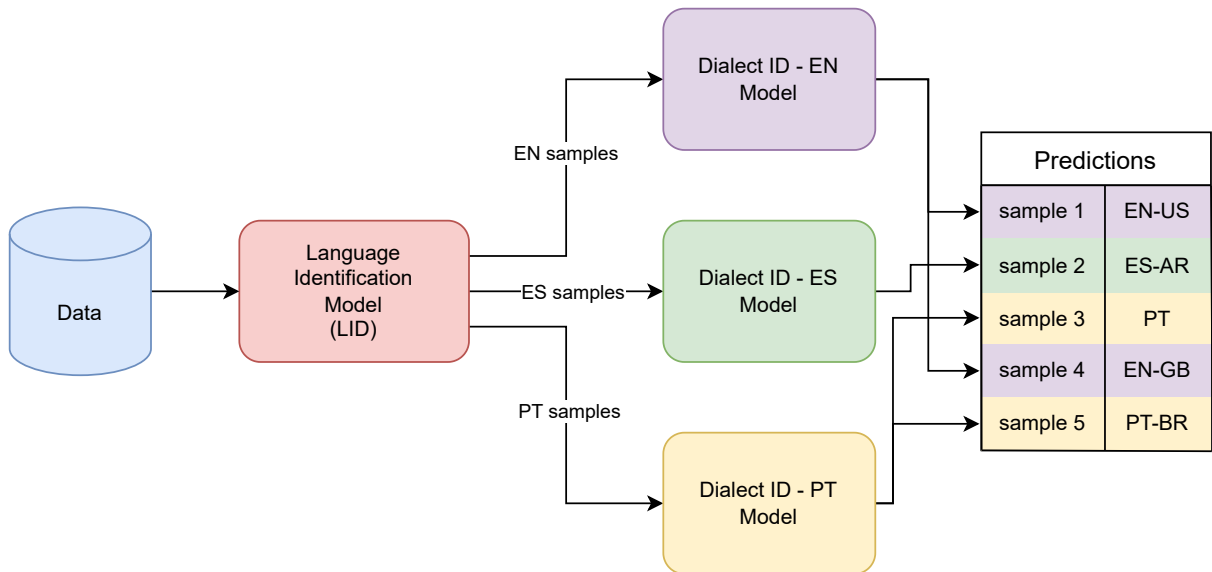 Data
Language
Identification
Model
(LID)
EN samples
ES samples
PT samples
Dialect ID - EN
Model
Dialect ID - ES
Model
Dialect ID - PT
Model
Predictions
sample 1 EN-US
sample 2 ES-AR
sample 3 PT
sample 4 EN-GB
sample 5 PT-BR